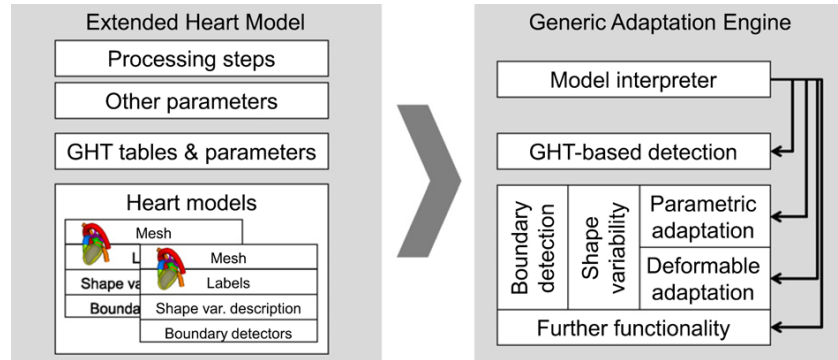 Extended Heart Model
Processing steps
Other parameters
GHT tables & parameters
Heart models
Mesh
L
Shape va
Bounda
Mesh
Labels
Shape var. description
Boundary detectors
Generic Adaptation Engine
Model interpreter
GHT-based detection
Boundary
detection
Shape
variability
Parametric
adaptation
Deformable
adaptation
Further functionality